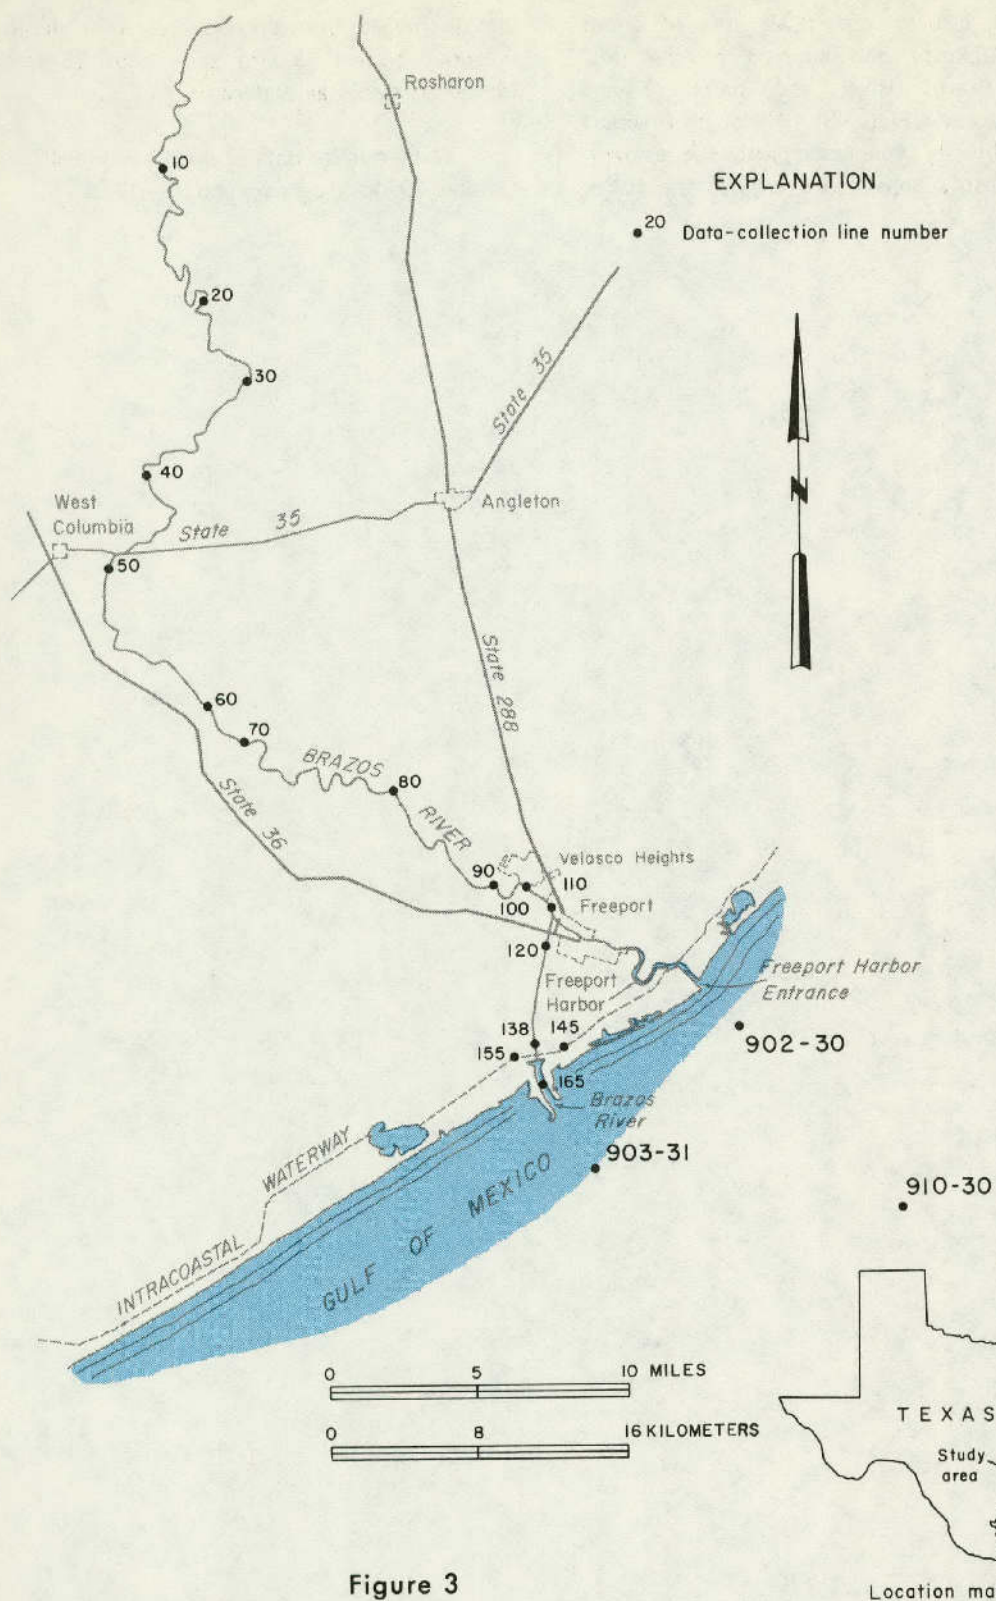 Rosharon
10
EXPLANATION
20 Data-collection line number
20
30
State 35
40
West
Columbia
State 35
Angleton
50
State 288
60
70
BRAZOS
80
RIVER
State 36
Velasco Heights
90
110
100
Freeport
120
Freeport Harbor
Entrance
Freeport
Harbor
138
145
902-30
155
165
Brazos
River
903-31
WATERWAY
910-30
INTRACOASTAL
GULF OF MEXICO
N
0 5 10 MILES
0 8 16 KILOMETERS
TEXAS
Study
area
Figure 3
Location ma